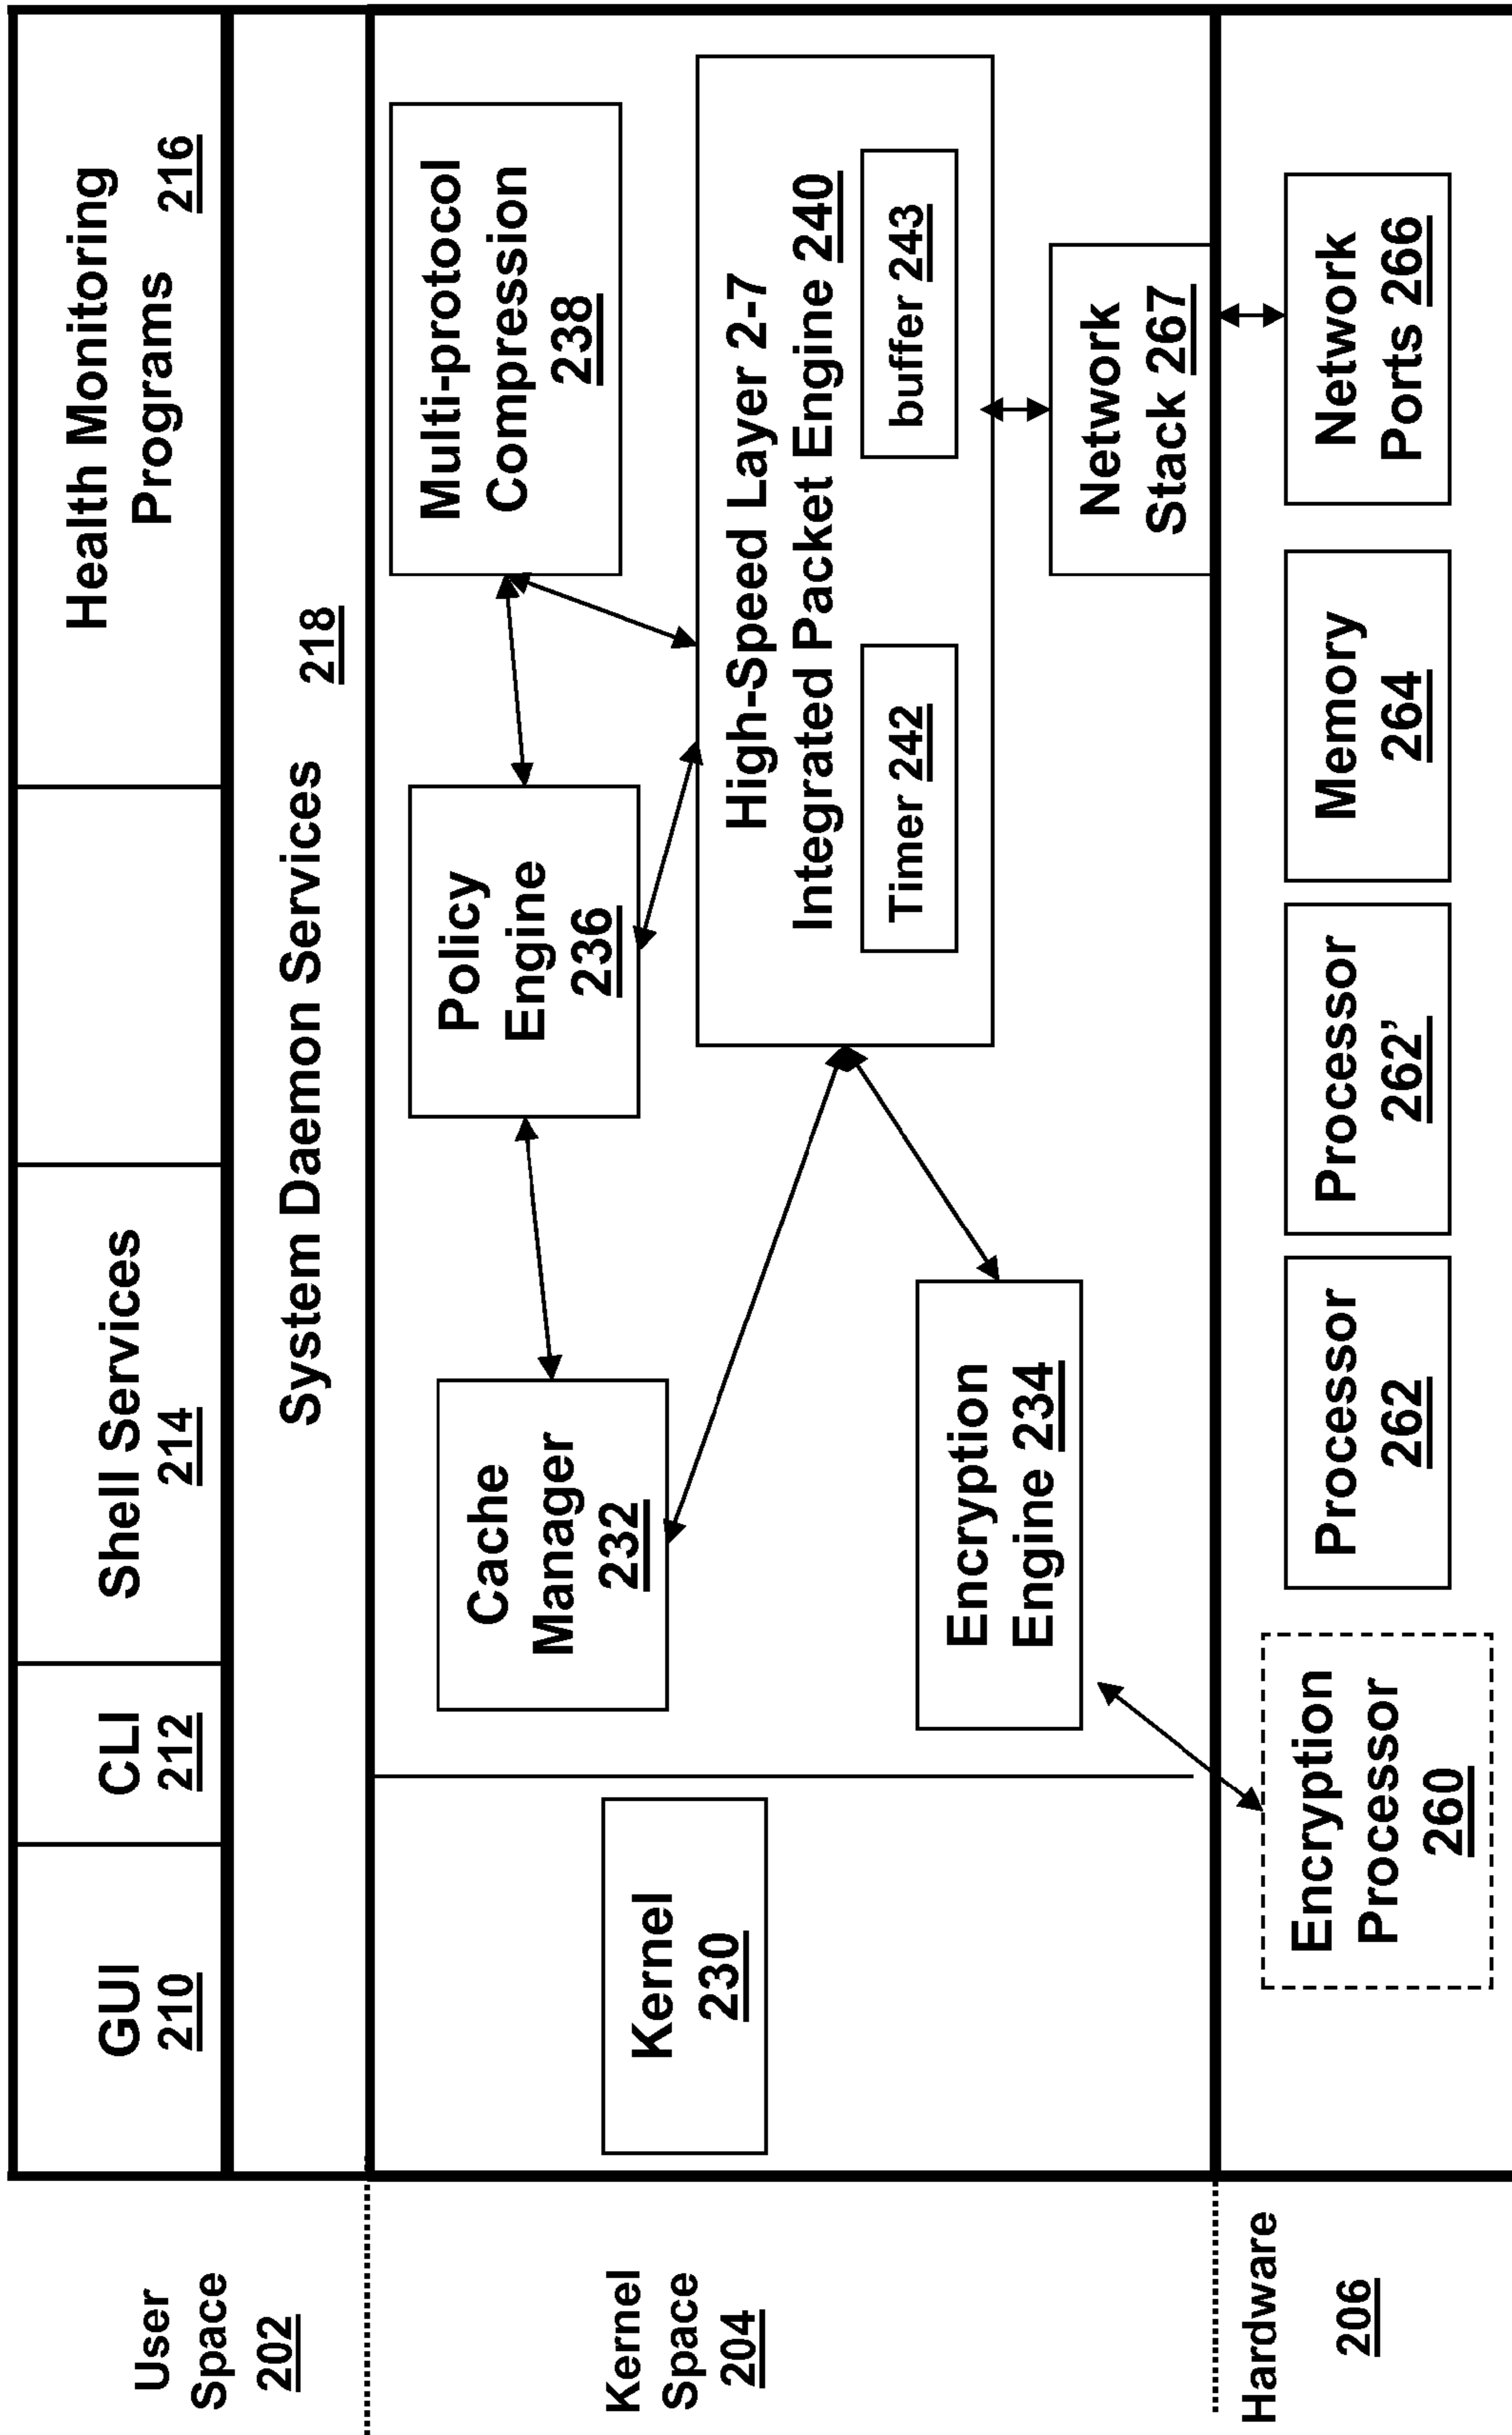 User
Space
202
GUI
210
CLI
212
Shell Services
214
Health Monitoring
Programs 216
System Daemon Services 218
Kernel
Space
204
Kernel
230
Cache
Manager
232
Policy
Engine
236
Multi-protocol
Compression
238
High-Speed Layer 2-7
Integrated Packet Engine 240
Timer 242
buffer 243
Encryption
Engine 234
Network
Stack 267
Hardware
206
Encryption
Processor
260
Processor
262
Processor
262’
Memory
264
Network
Ports 266